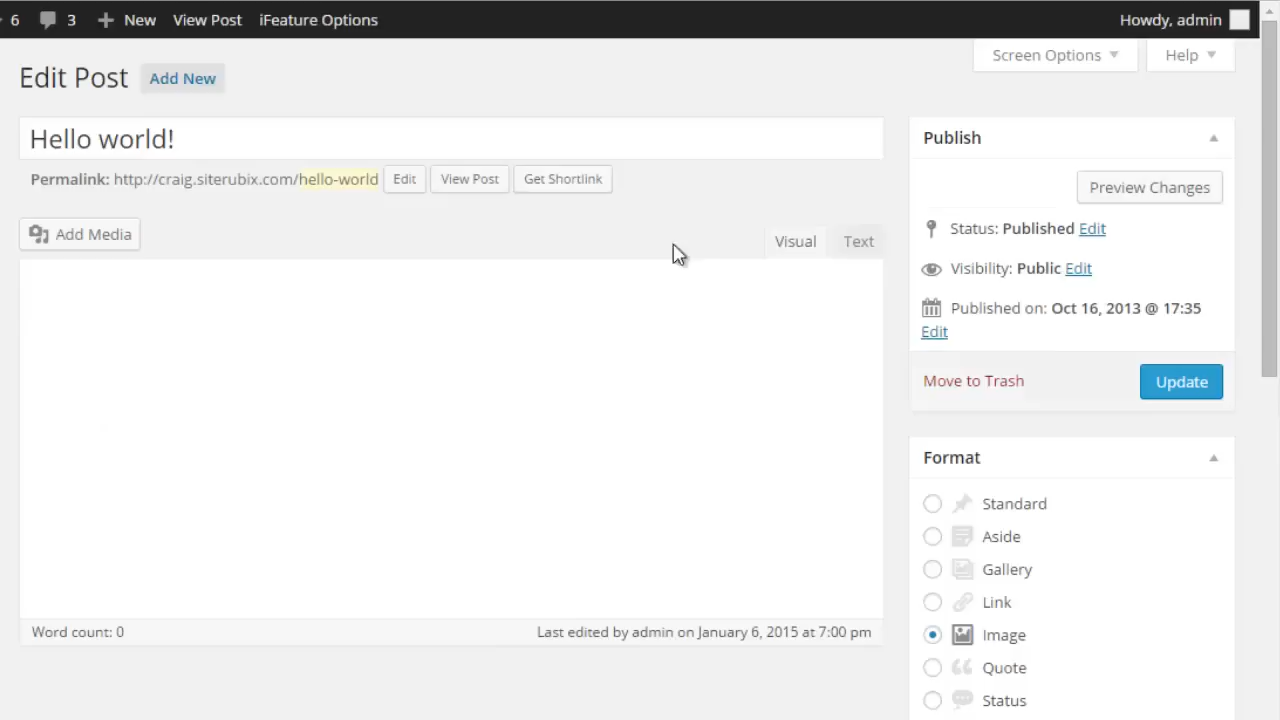 6 3 New View Post iFeature Options Howdy, admin
Screen Options Help
Edit Post Add New
Hello world!
Permalink: http://craig.siterubix.com/hello-world Edit View Post Get Shortlink
Add Media
Visual Text
Word count: 0 Last edited by admin on January 6, 2015 at 7:00 pm
Publish
Preview Changes
Status: Published Edit
Visibility: Public Edit
Published on: Oct 16, 2013 @ 17:35
Edit
Move to Trash Update
Format
Standard
Aside
Gallery
Link
Image
Quote
Status